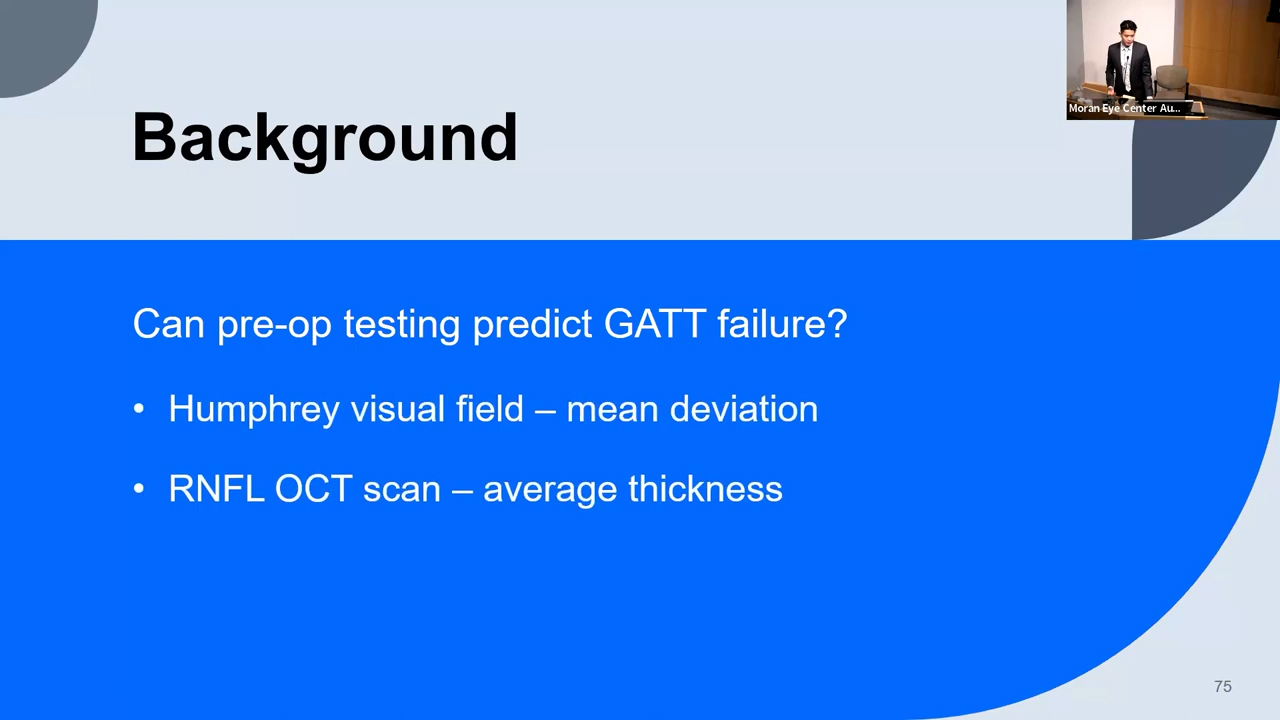 Moran Eye Center Au...
Background
Can pre-op testing predict GATT failure?
• Humphrey visual field – mean deviation
• RNFL OCT scan – average thickness
75